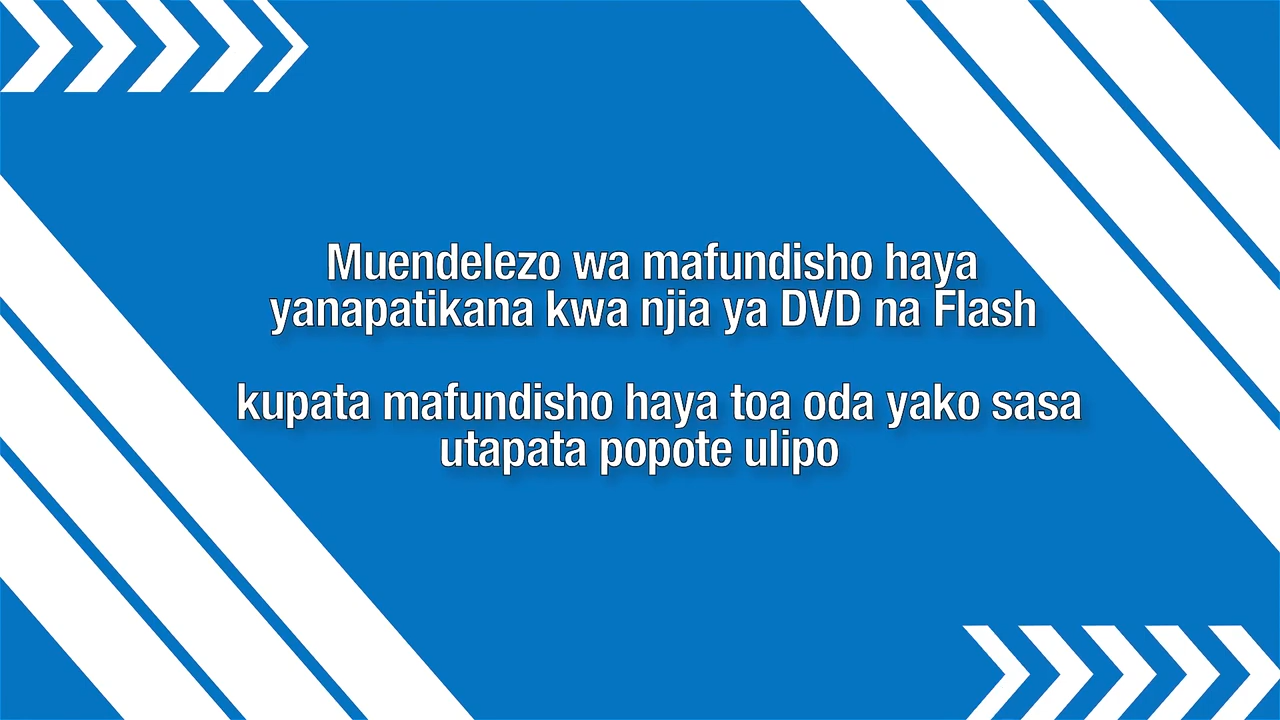 Muendelezo wa mafundisho haya
yanapatikana kwa njia ya DVD na Flash
kupata mafundisho haya toa oda yako sasa
utapata popote ulipo